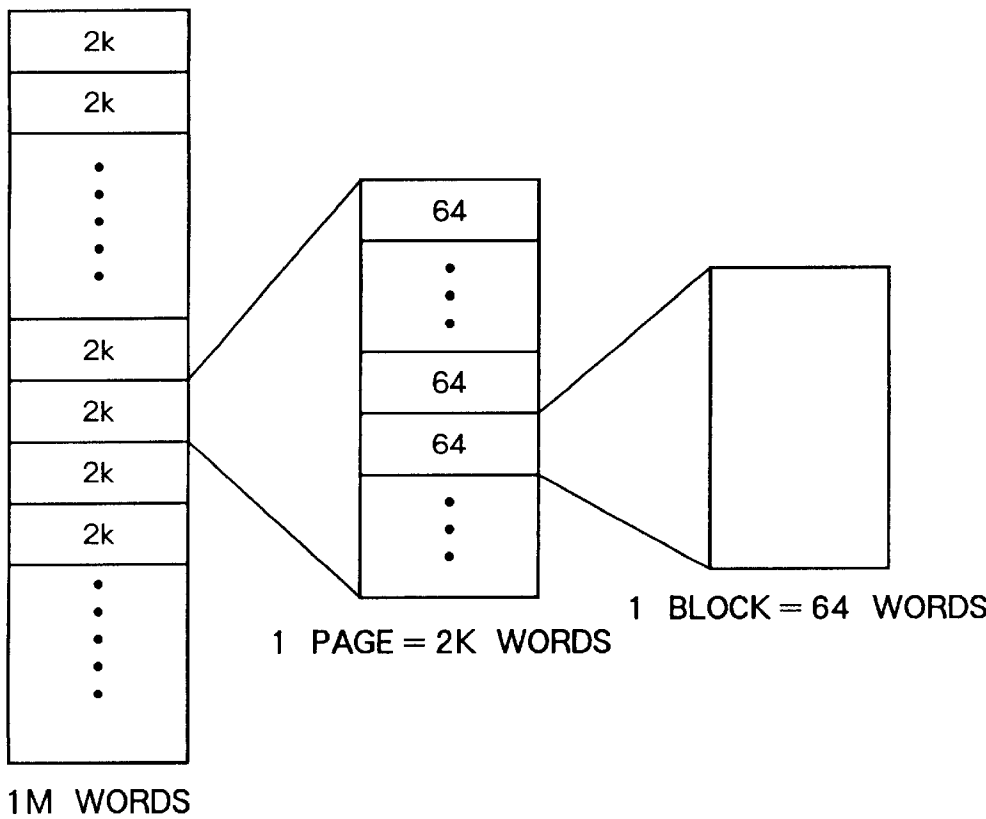 2k
2k
2k
2k
2k
2k
1M WORDS
64
64
64
1 PAGE = 2K WORDS
1 BLOCK = 64 WORDS